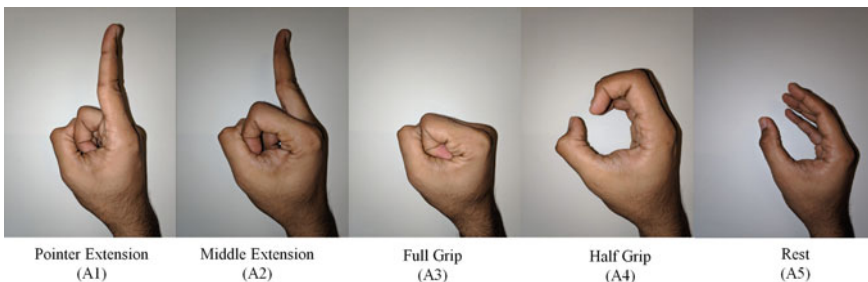 Pointer Extension
(A1)
Middle Extension
(A2)
Full Grip
(A3)
Half Grip
(A4)
Rest
(A5)